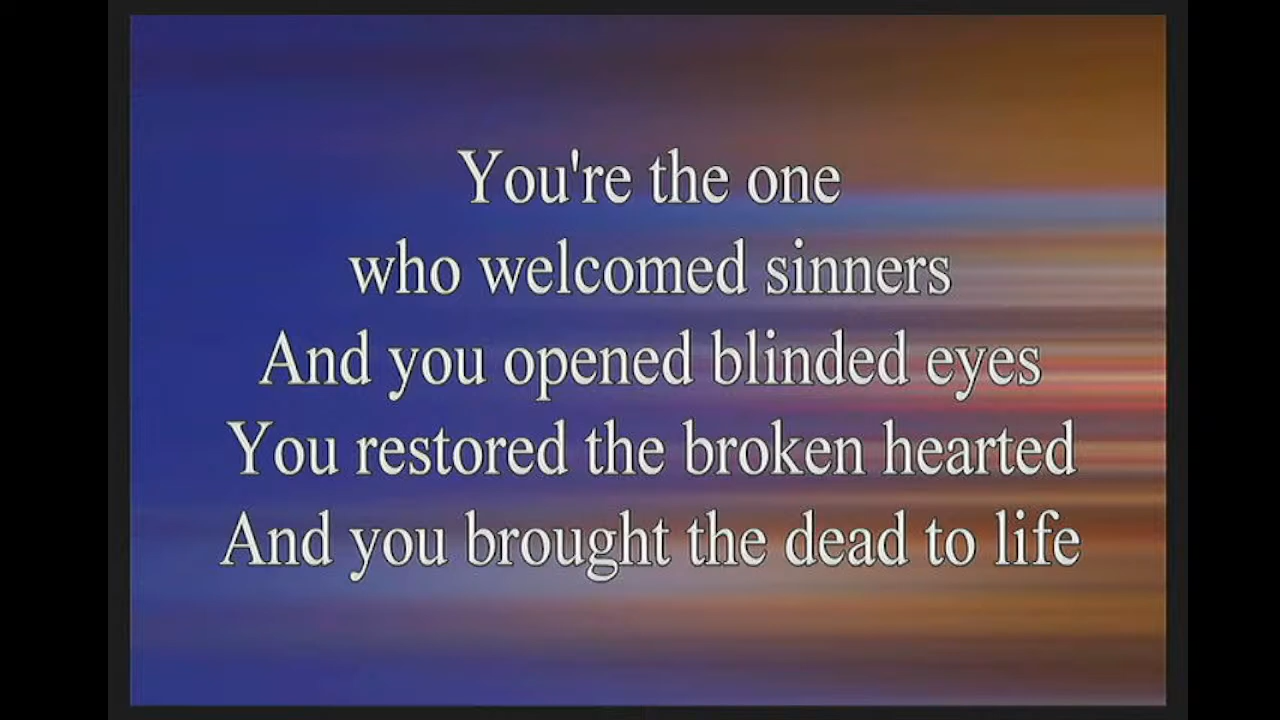 You're the one
who welcomed sinners
And you opened blinded eyes
You restored the broken hearted
And you brought the dead to life